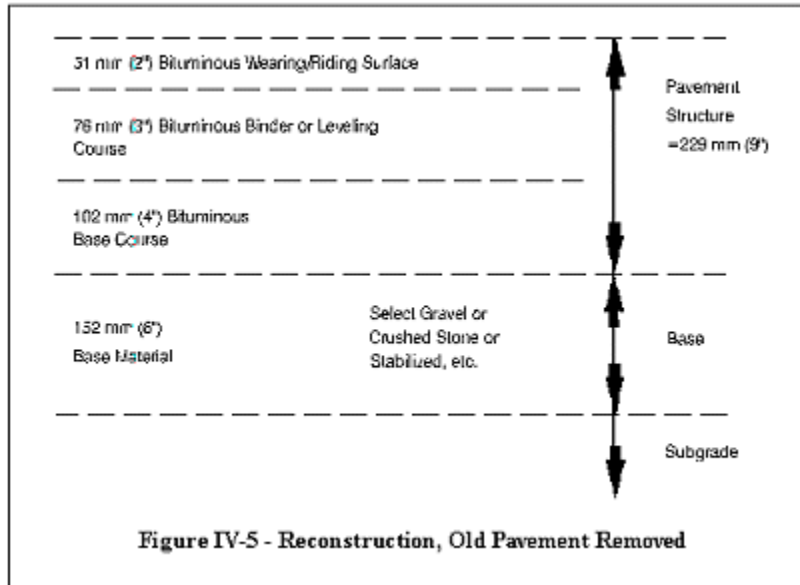 51 mm (2") Bituminous Wearing/Riding Surface
76 mm (3") Bituminous Binder or Leveling
Course
102 mm (4") Bituminous
Base Course
152 mm (6")
Base Material
Select Gravel or
Crushed Stone or
Stabilized, etc.
Pavement
Structure
=229 mm (9")
Base
Subgrade
Figure IV-5 - Reconstruction, Old Pavement Removed